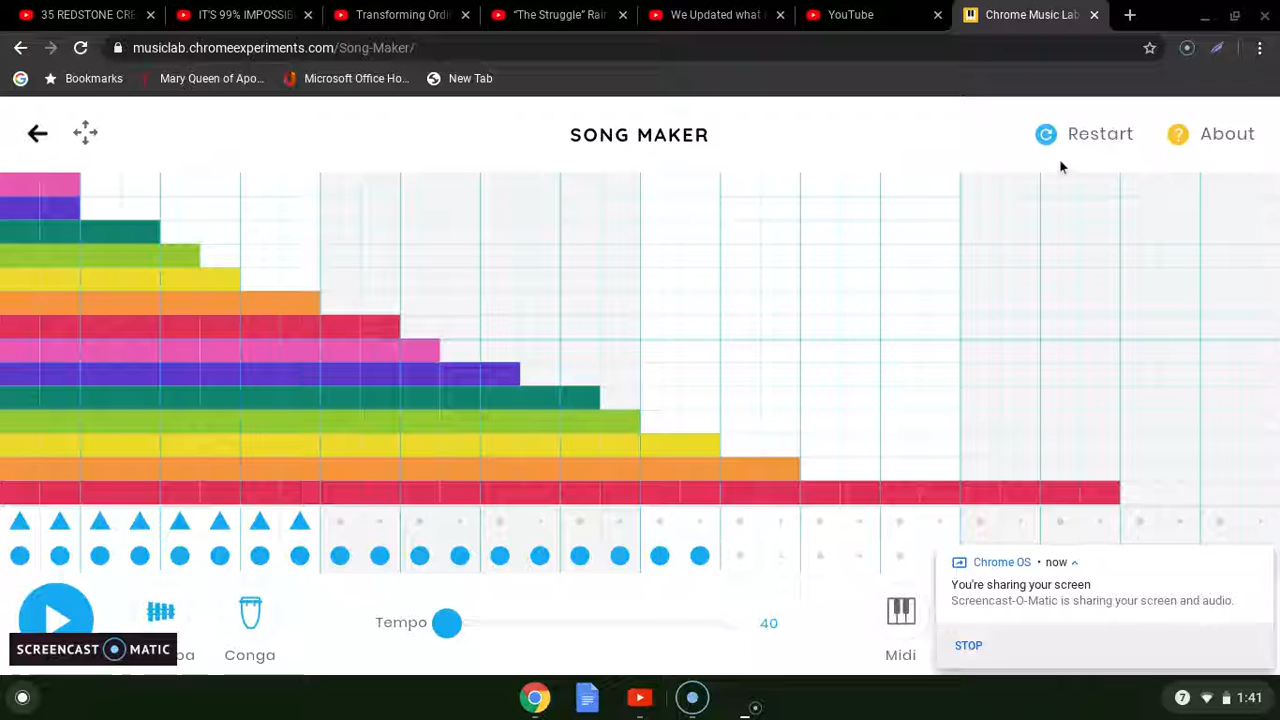 35 REDSTONE CRE
IT'S 99% IMPOSSIB
Transforming Ordi
"The Struggle" Rai
We Updated what
YouTube
Chrome Music Lab
musiclab.chromeexperiments.com/Song-Maker/
Bookmarks
Mary Queen of Apo...
Microsoft Office Ho...
New Tab
SONG MAKER
Restart
? About
Chrome OS • now
You're sharing your screen
Screencast-O-Matic is sharing your screen and audio.
STOP
Tempo
40
SCREENCAST MATIC
ba
Conga
Midi
7
1:41